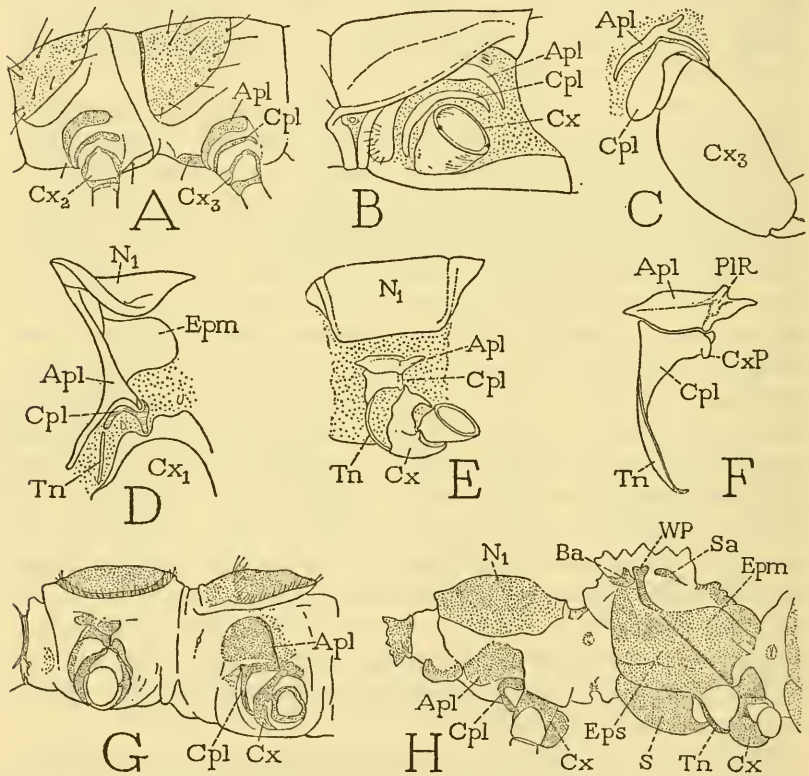 Apl
Cpl
Cx2
Cx3
A
Apl
Cpl
Cx
B
Apl
Cpl
Cx3
C
N1
Epm
Apl
Cpl
Tn
Cx1
D
N1
Apl
Cpl
Tn
Cx
E
Apl
PlR
CxP
Cpl
Tn
F
Apl
Cpl
Cx
G
WP
Ba
Sa
N1
Epm
Apl
Cpl
Cx
Eps
S
Tn
Cx
H